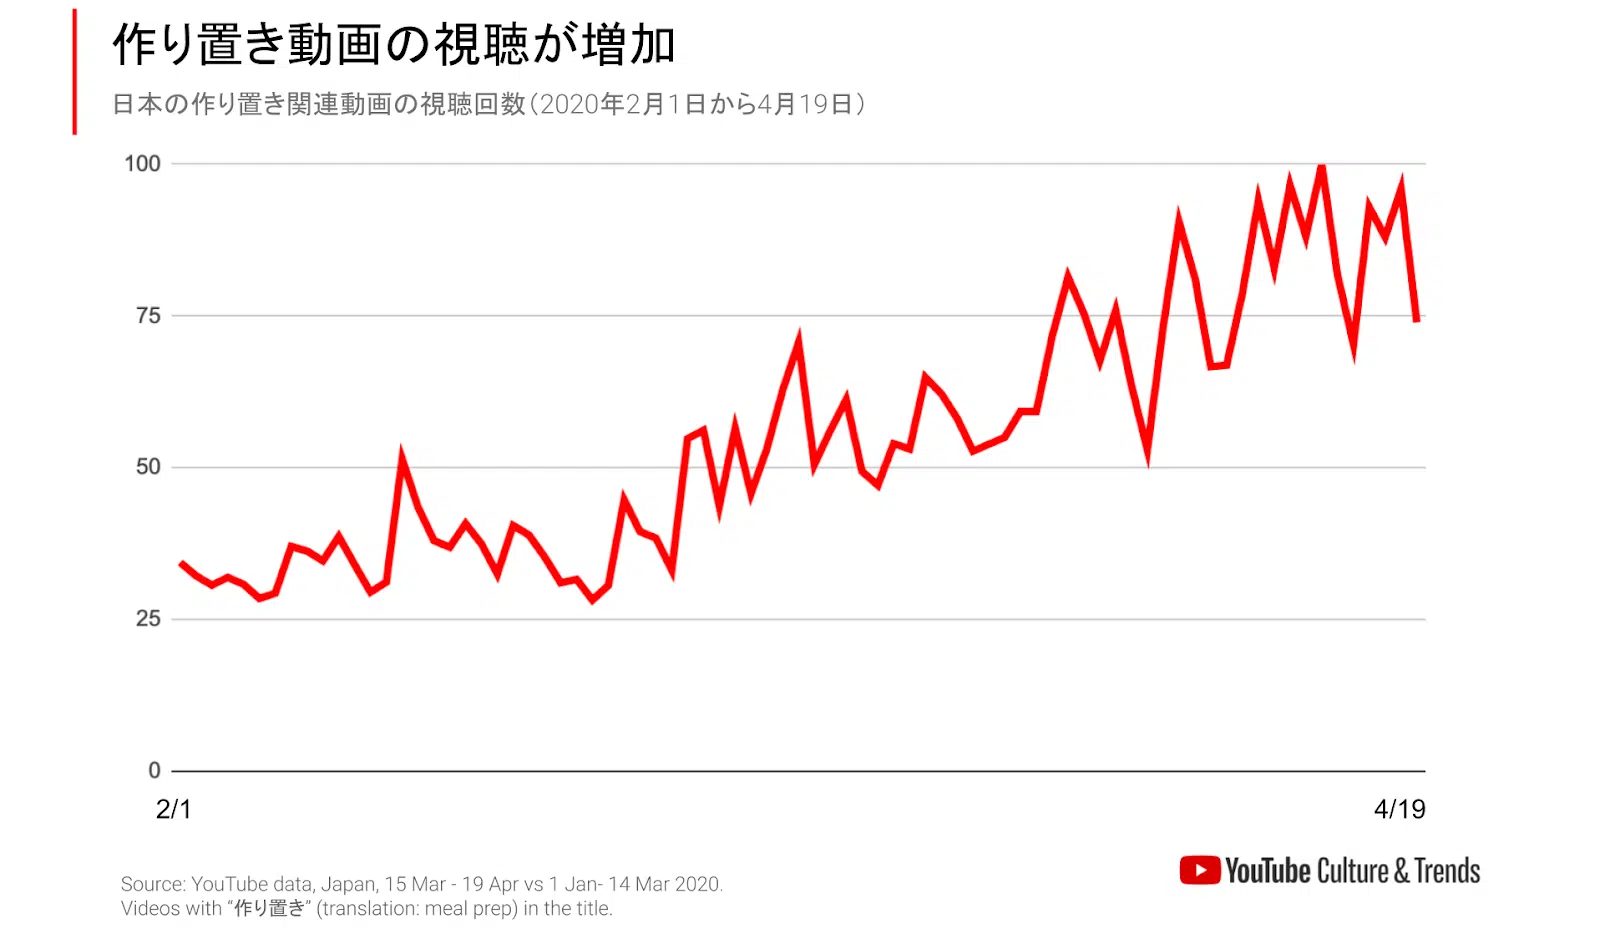 作り置き動画の視聴が増加
日本の作り置き関連動画の視聴回数（2020年2月1日から4月19日）
100
75
50
25
0
2/1
4/19
YouTube Culture & Trends
Source: YouTube data, Japan, 15 Mar - 19 Apr vs 1 Jan- 14 Mar 2020.
Videos with “作り置き” (translation: meal prep) in the title.